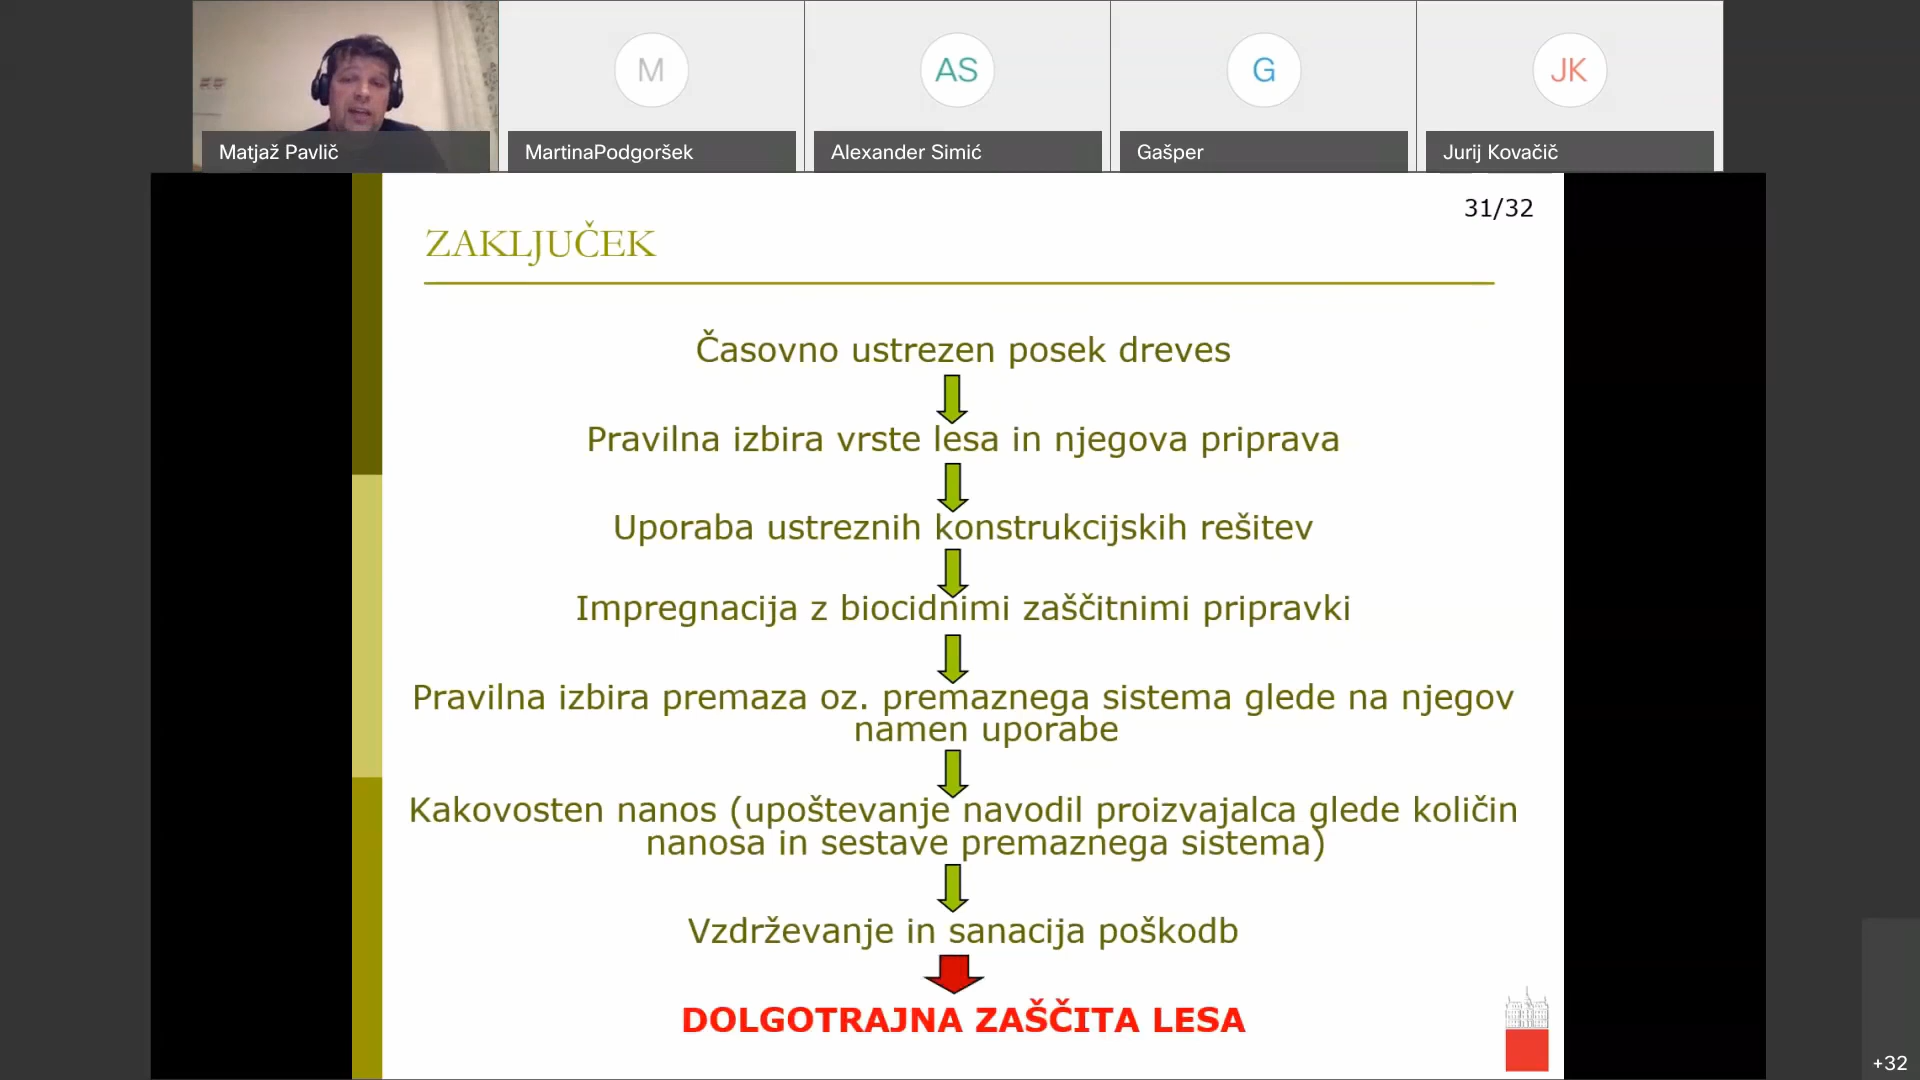 M
AS
G
JK
Matjaž Pavlič
MartinaPodgoršek
Alexander Simić
Gašper
Jurij Kovačič
31/32
ZAKLJUČEK
Časovno ustrezen posek dreves
Pravilna izbira vrste lesa in njegova priprava
Uporaba ustreznih konstrukcijskih rešitev
Impregnacija z biocidnimi zaščitnimi pripravki
Pravilna izbira premaza oz. premaznega sistema glede na njegov
namen uporabe
Kakovosten nanos (upoštevanje navodil proizvajalca glede količin
nanosa in sestave premaznega sistema)
Vzdrževanje in sanacija poškodb
DOLGOTRAJNA ZAŠČITA LESA
+32